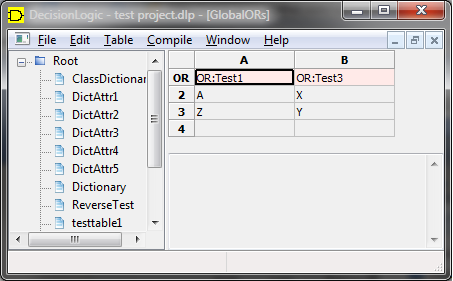 DecisionLogic - test project.dlp - [GlobalORs]
File Edit Table Compile Window Help
Root
ClassDictionar
DictAttr1
DictAttr2
DictAttr3
DictAttr4
DictAttr5
Dictionary
ReverseTest
testtable1
A B
OR OR:Test1 OR:Test3
2 A X
3 Z Y
4